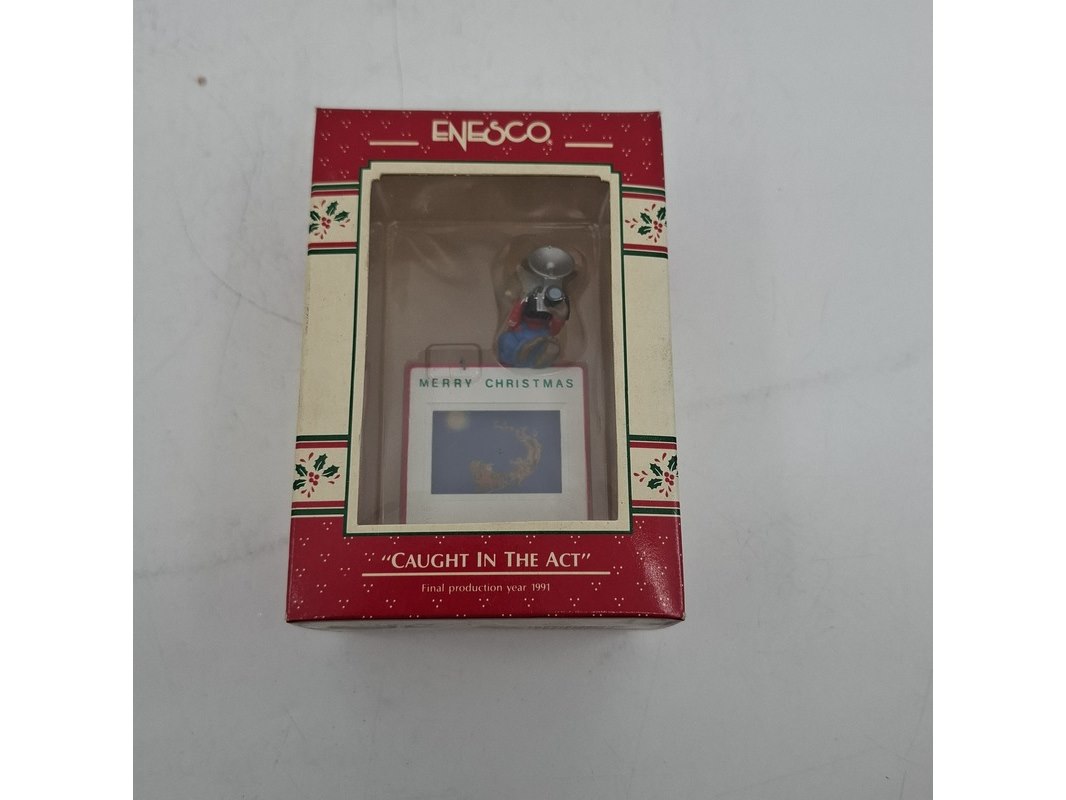 ENESCO®
MERRY CHRISTMAS
“CAUGHT IN THE ACT”
Final production year 1991